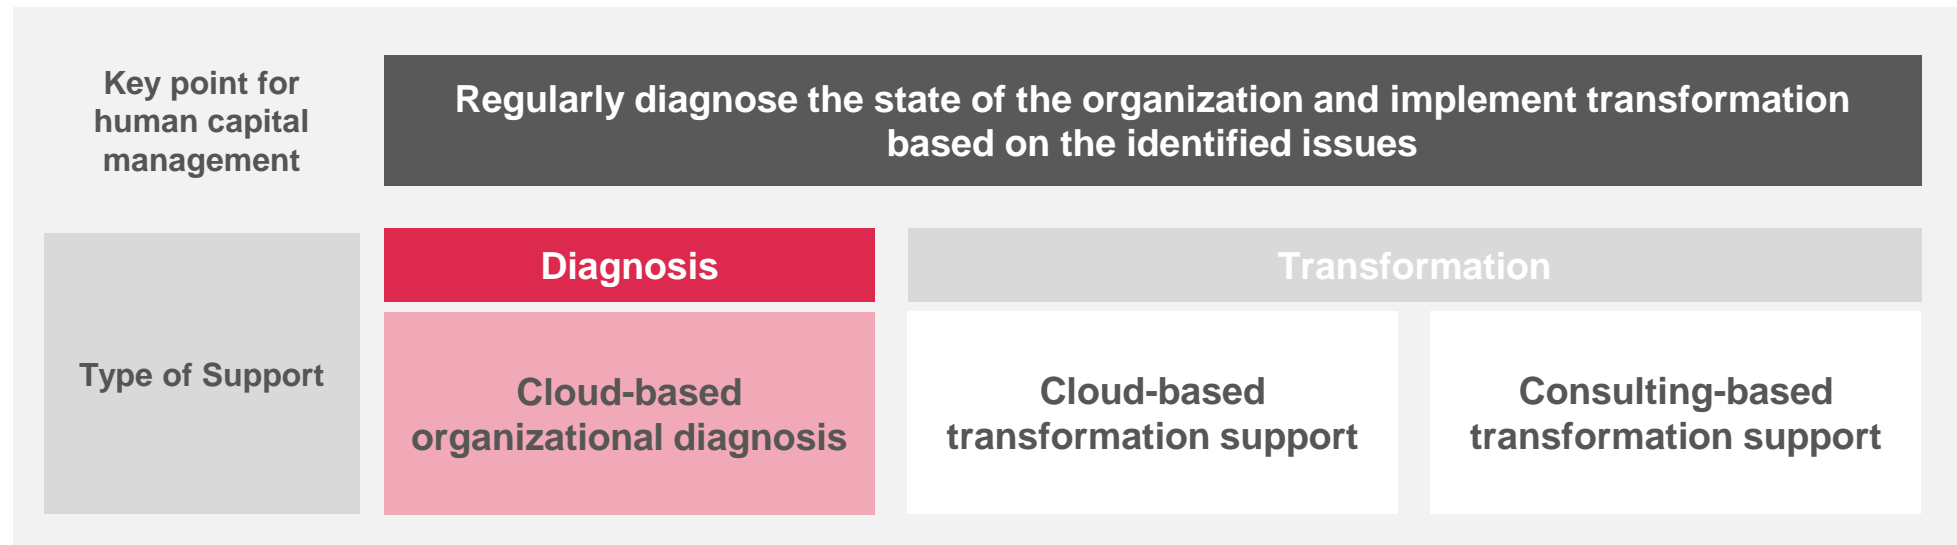 Key point for
human capital
management
Regularly diagnose the state of the organization and implement transformation
based on the identified issues
Type of Support
Diagnosis
Transformation
Cloud-based
organizational diagnosis
Cloud-based
transformation support
Consulting-based
transformation support